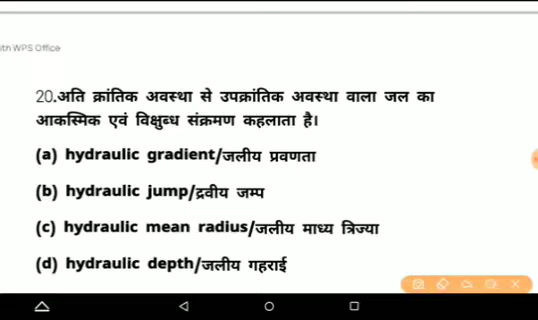 ith WPS Office
20.अति क्रांतिक अवस्था से उपक्रांतिक अवस्था वाला जल का
आकस्मिक एवं विक्षुब्ध संक्रमण कहलाता है।
(a) hydraulic gradient/जलीय प्रवणता
(b) hydraulic jump/द्रवीय जम्प
(c) hydraulic mean radius/जलीय माध्य त्रिज्या
(d) hydraulic depth/जलीय गहराई